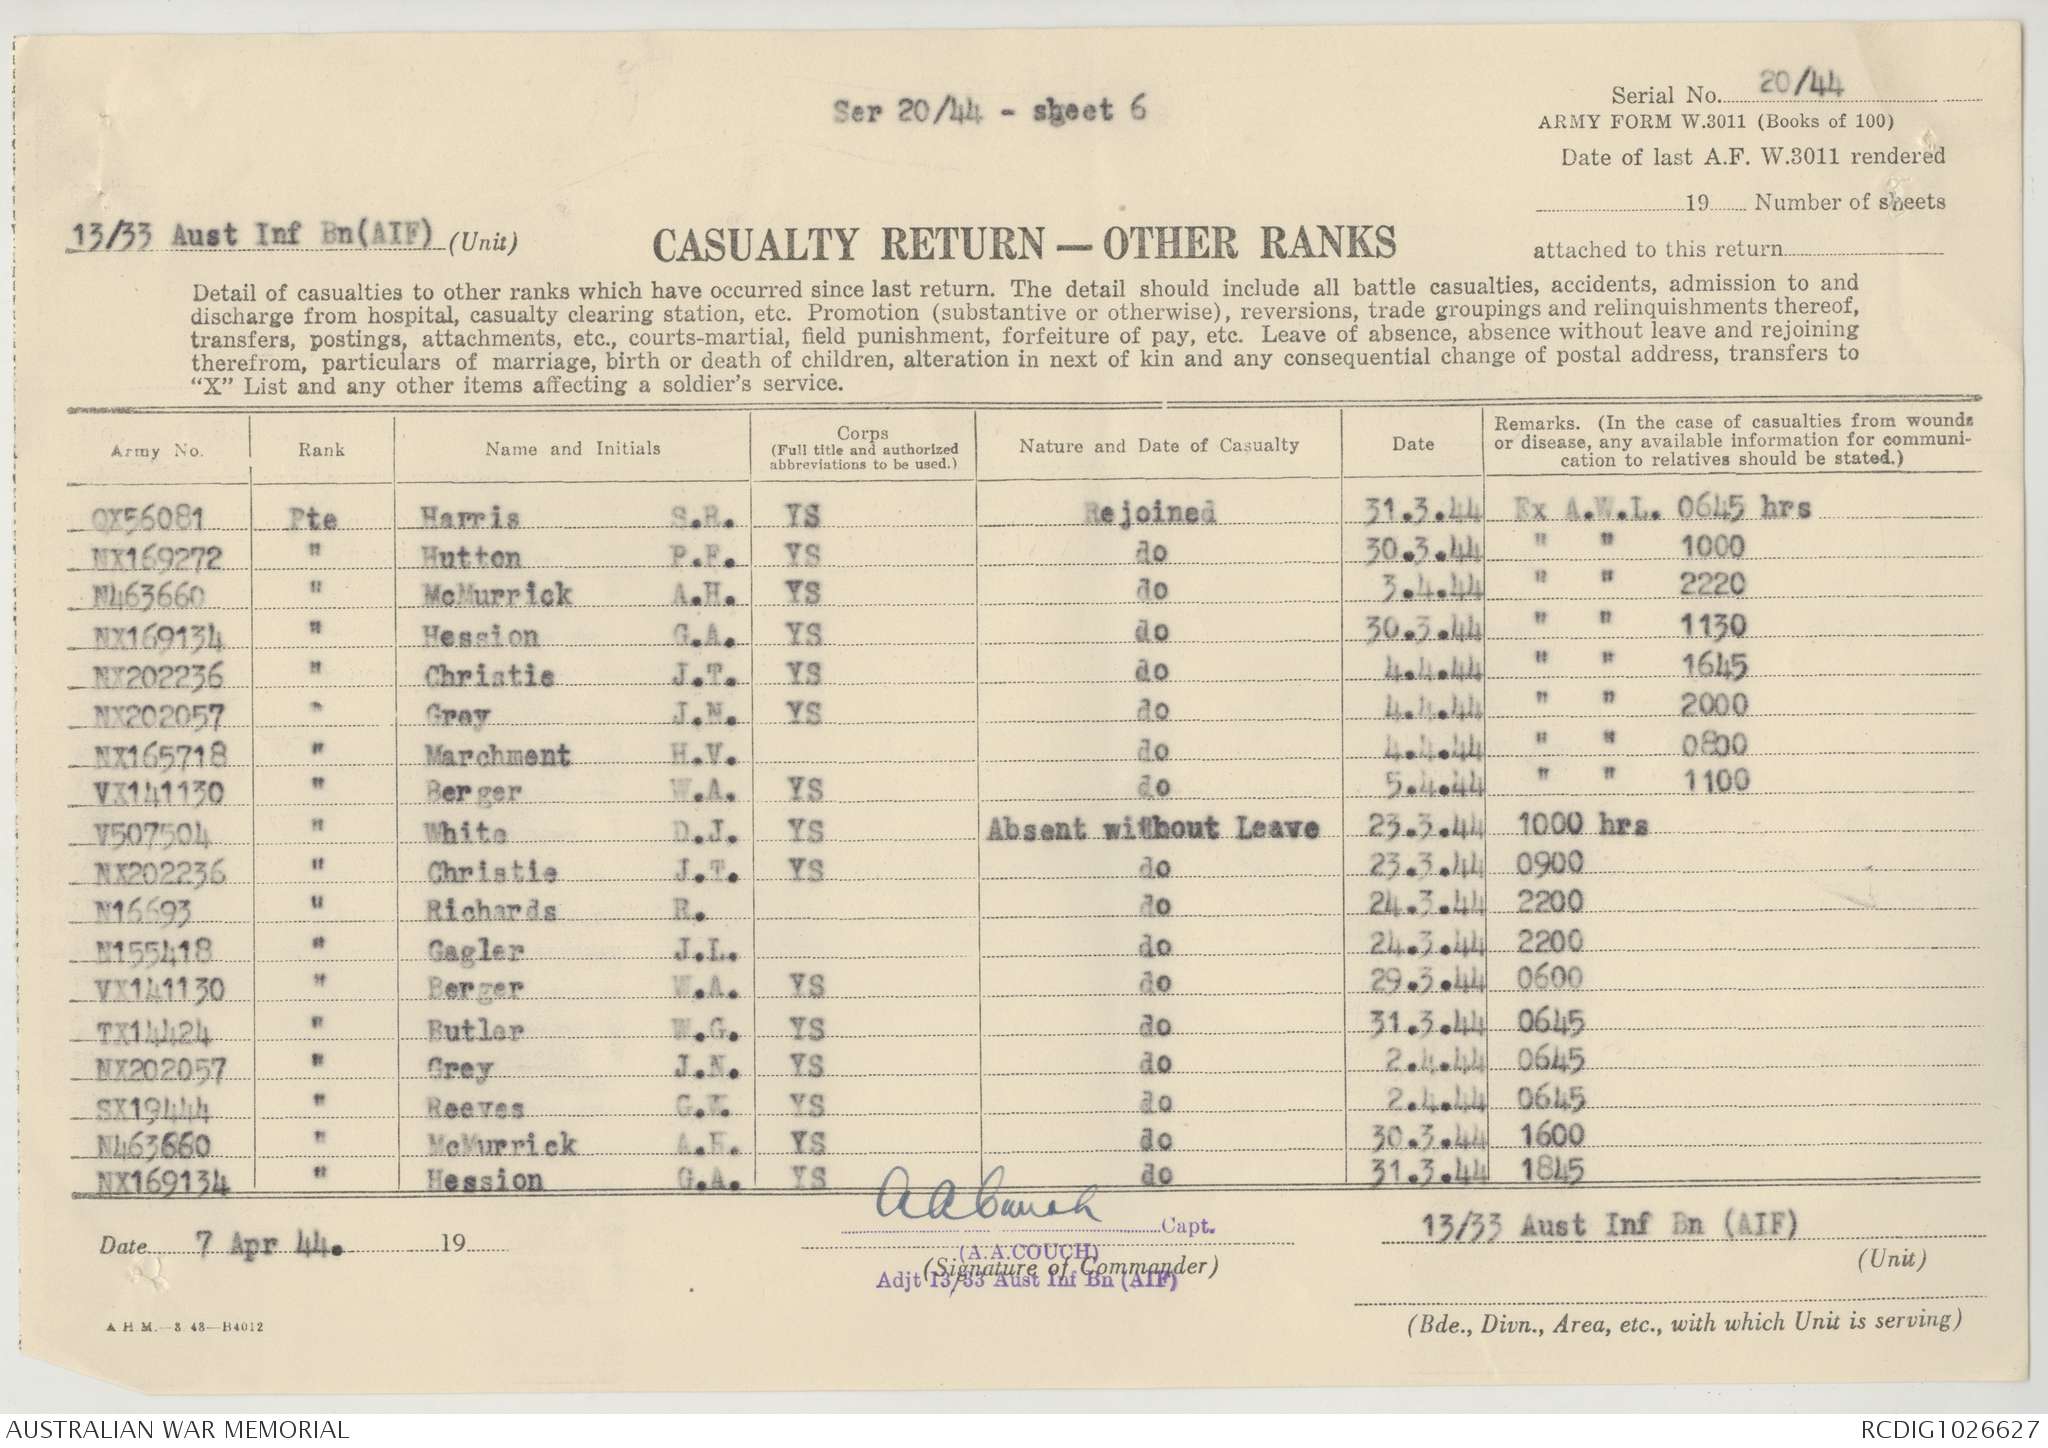 Ser 20/44 - sheet 6
Serial No. 20/44
ARMY FORM W.3011 (Books of 100)
Date of last A.F. W.3011 rendered
19 Number of sheets
attached to this return
13/33 Aust Inf Bn(AIF) (Unit)
CASUALTY RETURN — OTHER RANKS
Detail of casualties to other ranks which have occurred since last return. The detail should include all battle casualties, accidents, admission to and
discharge from hospital, casualty clearing station, etc. Promotion (substantive or otherwise), reversions, trade groupings and relinquishments thereof,
transfers, postings, attachments, etc., courts-martial, field punishment, forfeiture of pay, etc. Leave of absence, absence without leave and rejoining
therefrom, particulars of marriage, birth or death of children, alteration in next of kin and any consequential change of postal address, transfers to
"X" List and any other items affecting a soldier's service.
Army No. Rank Name and Initials Corps (Full title and authorized abbreviations to be used.) Nature and Date of Casualty Date Remarks. (In the case of casualties from wounds or disease, any available information for communi- cation to relatives should be stated.)
QX56081 Pte Harris S.R. YS Rejoined 31.3.44 Ex A.W.L. 0645 hrs
NX169272 " Hutton P.F. YS do 30.3.44 " " 1000
N463660 " McMurrick A.H. YS do 3.4.44 " " 2220
NX169134 " Hession G.A. YS do 30.3.44 " " 1130
NX202236 " Christie J.T. YS do 4.4.44 " " 1645
NX202057 " Grey J.N. YS do 4.4.44 " " 2000
NX165718 " Marchment H.V. do 4.4.44 " " 0800
VX141130 " Berger W.A. YS do 5.4.44 " " 1100
V507504 " White D.J. YS Absent without Leave 23.3.44 1000 hrs
NX202236 " Christie J.T. YS do 23.3.44 0900
N16693 " Richards R. do 24.3.44 2200
N155418 " Gagler J.L. do 24.3.44 2200
VX141130 " Berger W.A. YS do 29.3.44 0600
TX14424 " Butler W.G. YS do 31.3.44 0645
NX202057 " Grey J.N. YS do 2.4.44 0645
SX19444 " Reeves G.W. YS do 2.4.44 0645
N463660 " McMurrick A.H. YS do 30.3.44 1600
NX169134 " Hession G.A. YS do 31.3.44 1845
A A Couch Capt.
Date 7 Apr 44. 19
13/33 Aust Inf Bn (AIF)
(A.A.COUCH)
(Signature of Commander)
(Unit)
Adjt 13/33 Aust Inf Bn (AIF)
A H M.—3 43—B4012
(Bde., Divn., Area, etc., with which Unit is serving)
AUSTRALIAN WAR MEMORIAL
RCDIG1026627